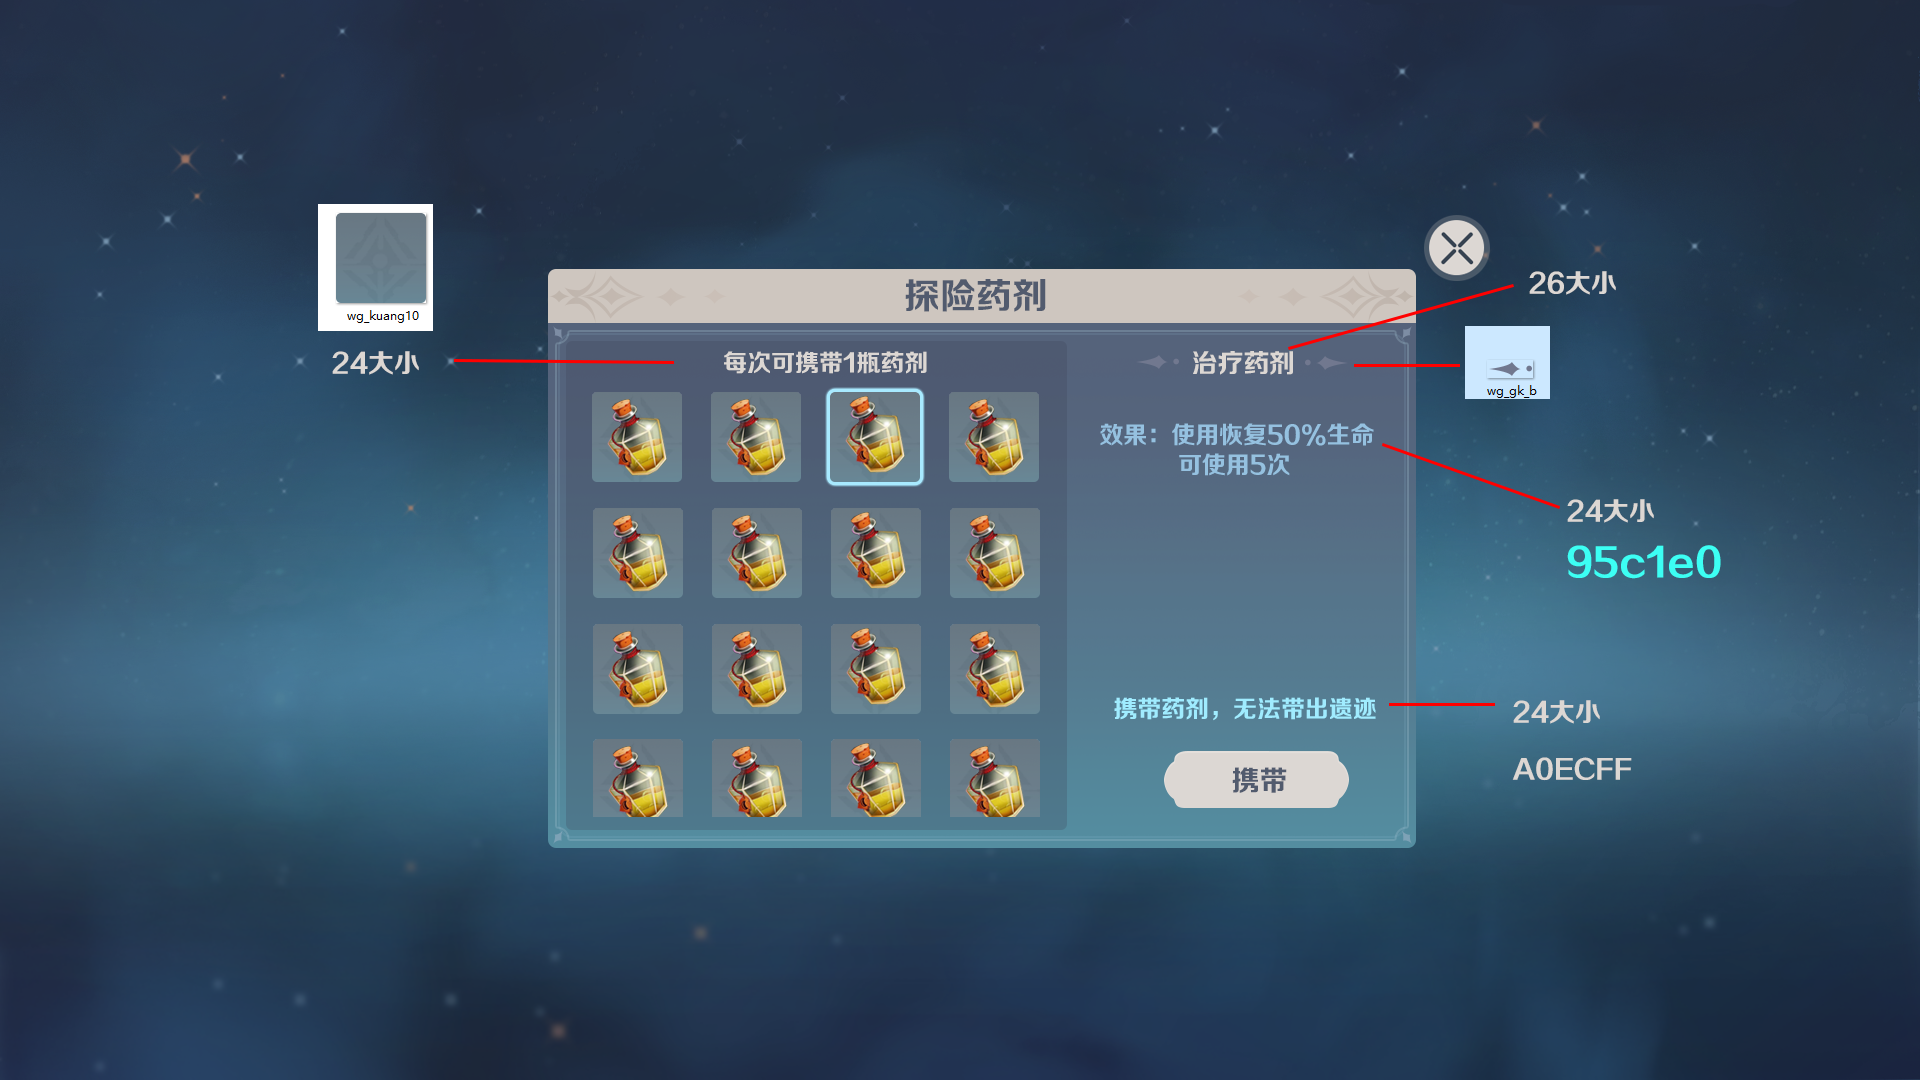 探险药剂
26大小
wg_kuang10
24大小
每次可携带1瓶药剂
治疗药剂
wg_gk_b
效果：使用恢复50%生命
可使用5次
24大小
95c1e0
携带药剂，无法带出遗迹
24大小
A0ECFF
携带